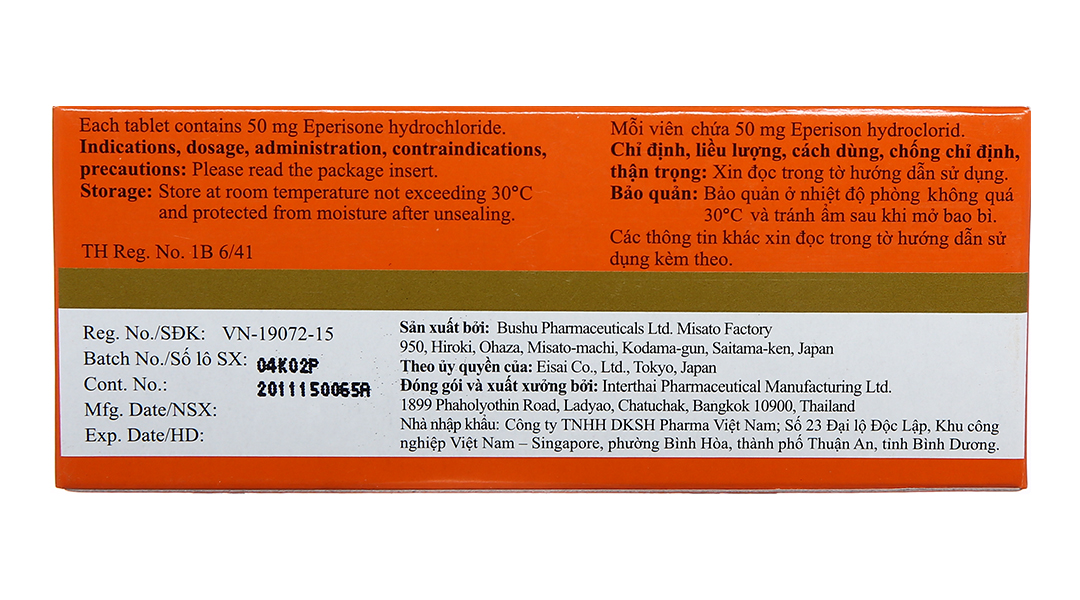 Each tablet contains 50 mg Eperisone hydrochloride.
Indications, dosage, administration, contraindications,
precautions: Please read the package insert.
Storage: Store at room temperature not exceeding 30°C
and protected from moisture after unsealing.
TH Reg. No. 1B 6/41
Mỗi viên chứa 50 mg Eperison hydroclorid.
Chỉ định, liều lượng, cách dùng, chống chỉ định,
thận trọng: Xin đọc trong tờ hướng dẫn sử dụng.
Bảo quản: Bảo quản ở nhiệt độ phòng không quá
30°C và tránh ẩm sau khi mở bao bì.
Các thông tin khác xin đọc trong tờ hướng dẫn sử
dụng kèm theo.
Reg. No./SĐK: VN-19072-15
Batch No./Số lô SX: 04K02P
Cont. No.: 2011150065A
Mfg. Date/NSX:
Exp. Date/HD:
Sản xuất bởi: Bushu Pharmaceuticals Ltd. Misato Factory
950, Hiroki, Ohaza, Misato-machi, Kodama-gun, Saitama-ken, Japan
Theo ủy quyền của: Eisai Co., Ltd., Tokyo, Japan
Đóng gói và xuất xưởng bởi: Interthai Pharmaceutical Manufacturing Ltd.
1899 Phaholyothin Road, Ladyao, Chatuchak, Bangkok 10900, Thailand
Nhà nhập khẩu: Công ty TNHH DKSH Pharma Việt Nam; Số 23 Đại lộ Độc Lập, Khu công
nghiệp Việt Nam – Singapore, phường Bình Hòa, thành phố Thuận An, tỉnh Bình Dương.